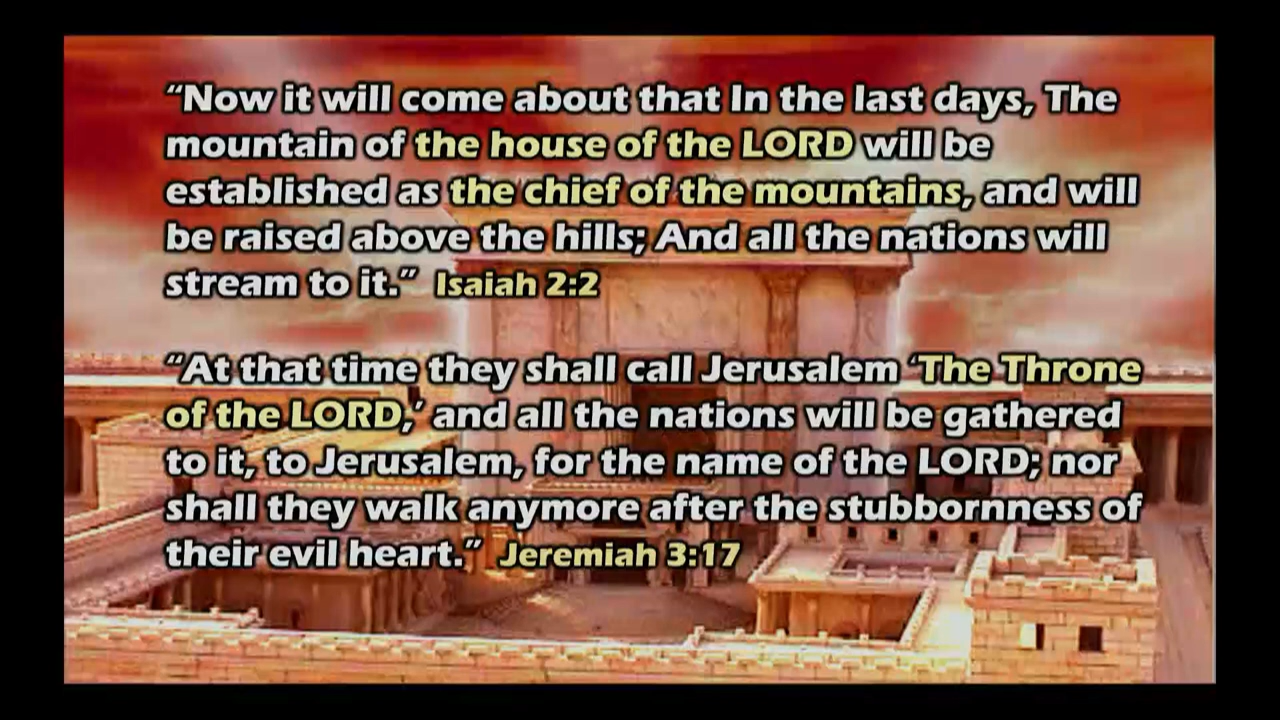 “Now it will come about that In the last days, The
mountain of the house of the LORD will be
established as the chief of the mountains, and will
be raised above the hills; And all the nations will
stream to it.” Isaiah 2:2
“At that time they shall call Jerusalem ‘The Throne
of the LORD,’ and all the nations will be gathered
to it, to Jerusalem, for the name of the LORD; nor
shall they walk anymore after the stubbornness of
their evil heart.” Jeremiah 3:17